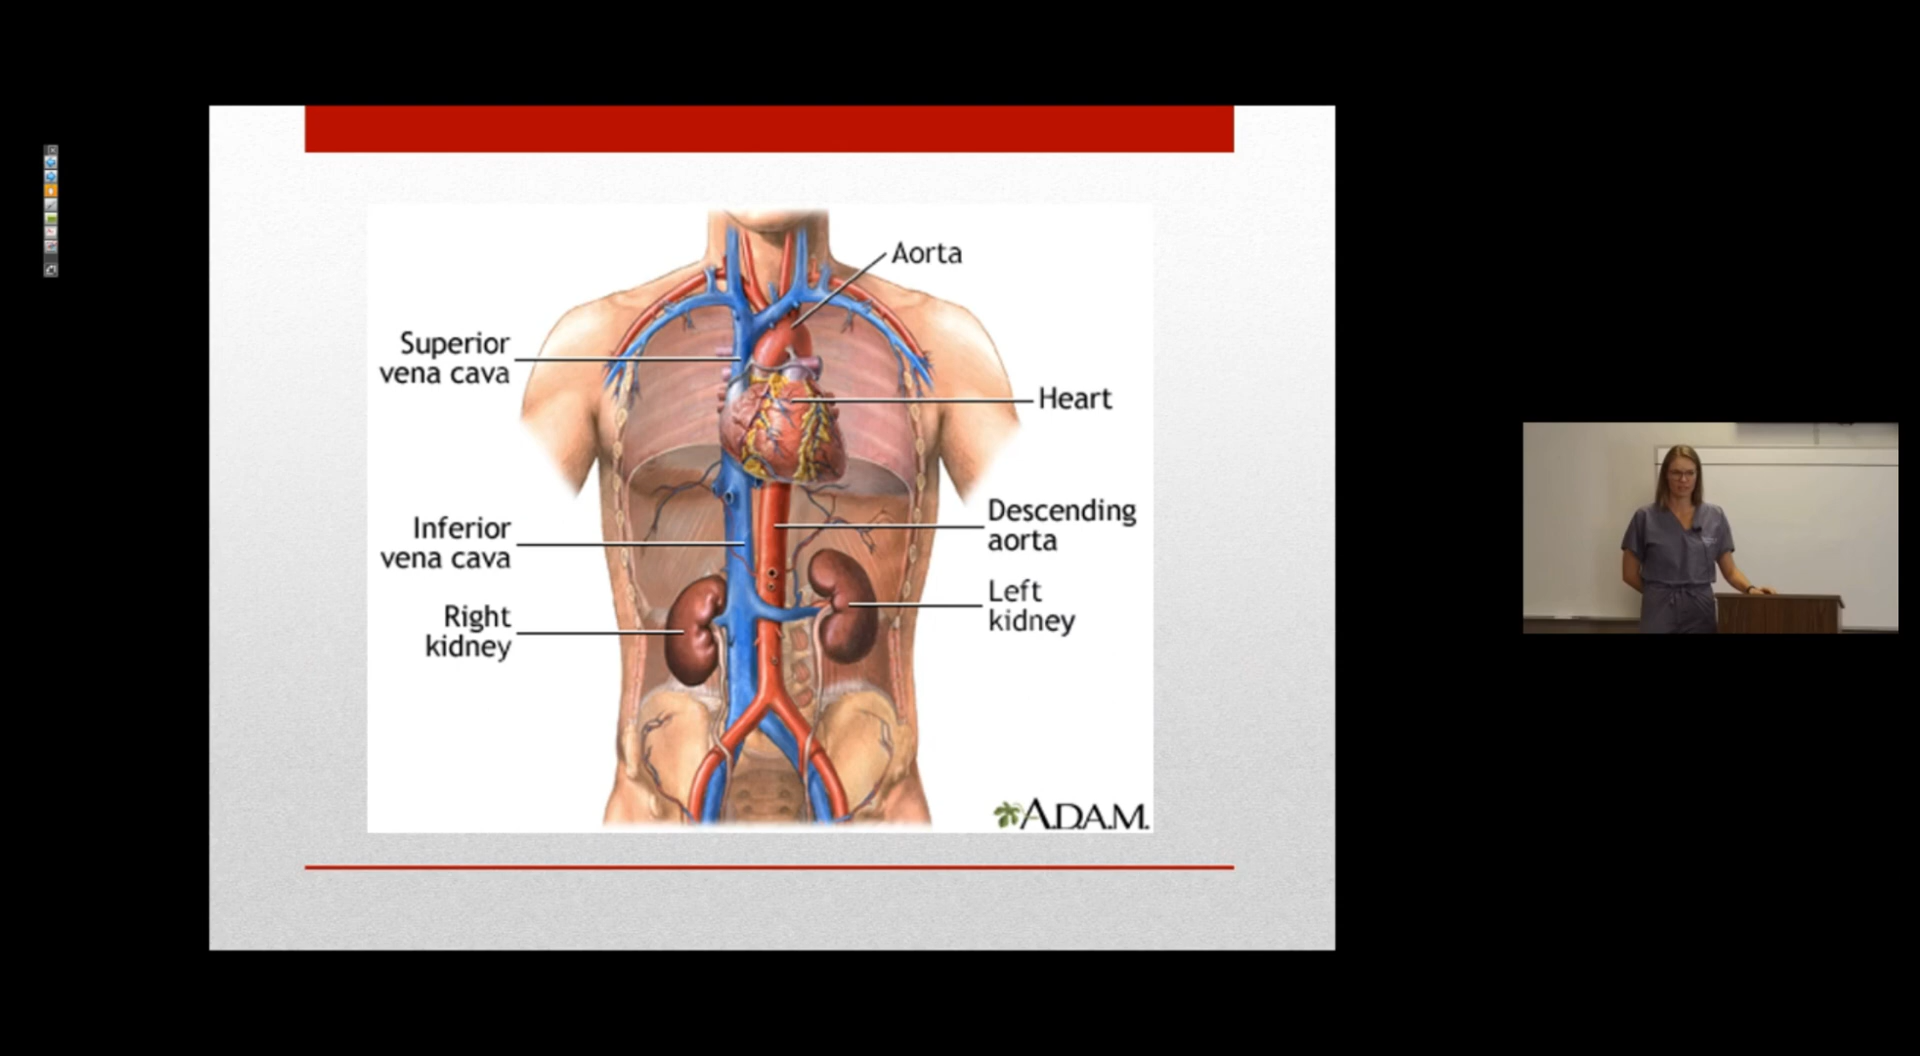 Aorta
Superior
vena cava
Heart
Descending
aorta
Inferior
vena cava
Left
kidney
Right
kidney
A.D.A.M.